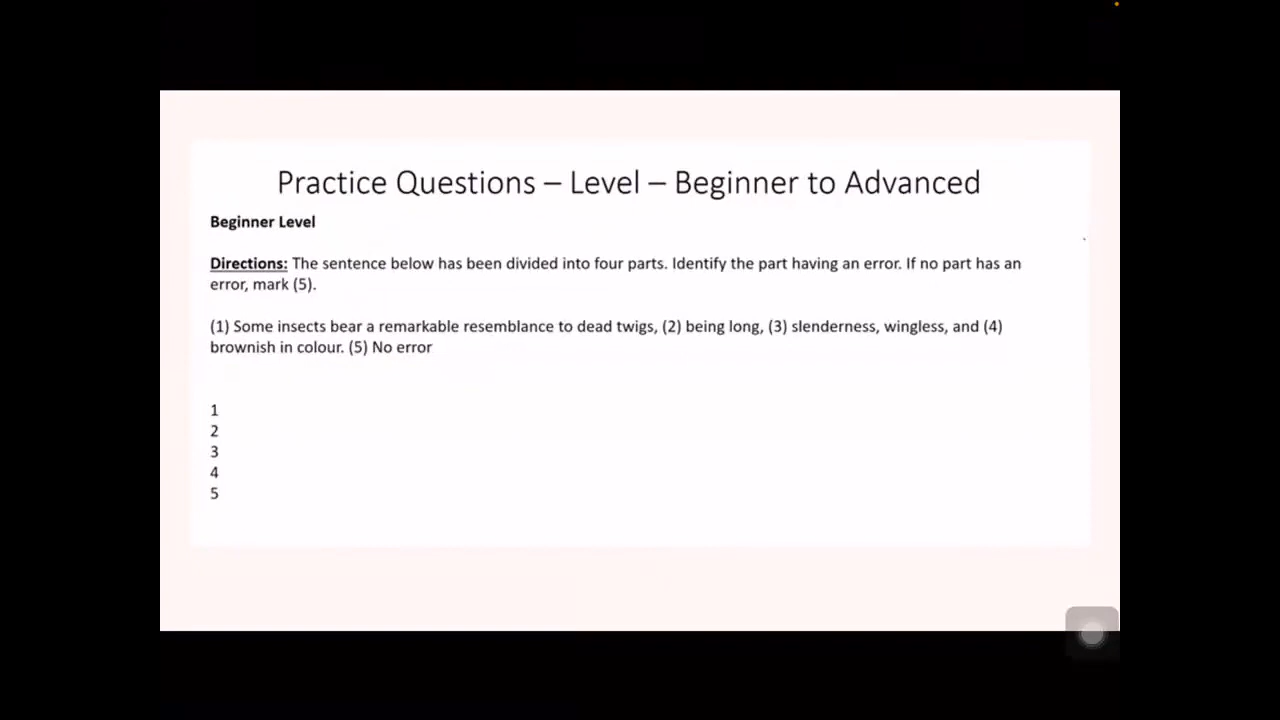 Practice Questions – Level – Beginner to Advanced
Beginner Level
Directions: The sentence below has been divided into four parts. Identify the part having an error. If no part has an
error, mark (5).
(1) Some insects bear a remarkable resemblance to dead twigs, (2) being long, (3) slenderness, wingless, and (4)
brownish in colour. (5) No error
1
2
3
4
5